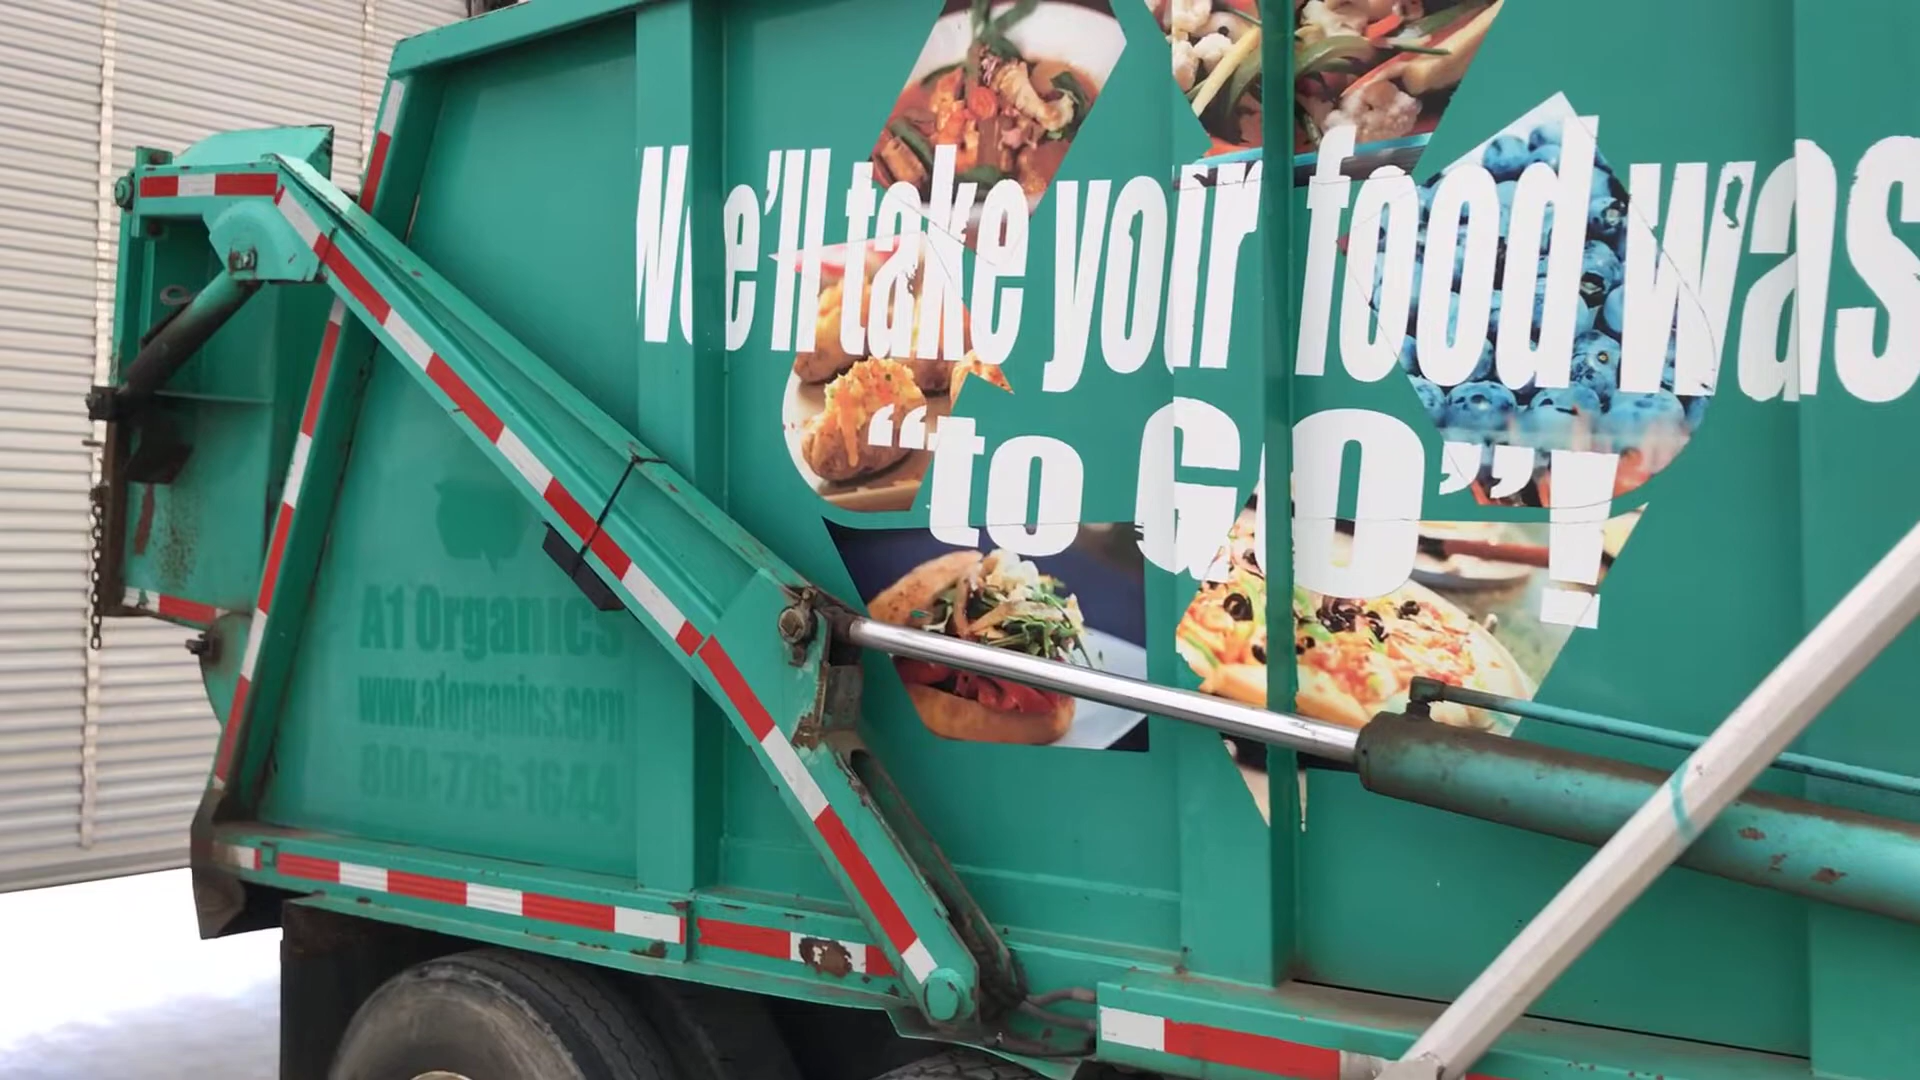 We'll take your food was
"to GO"!
A1 Organics
www.a1organics.com
800-776-1644